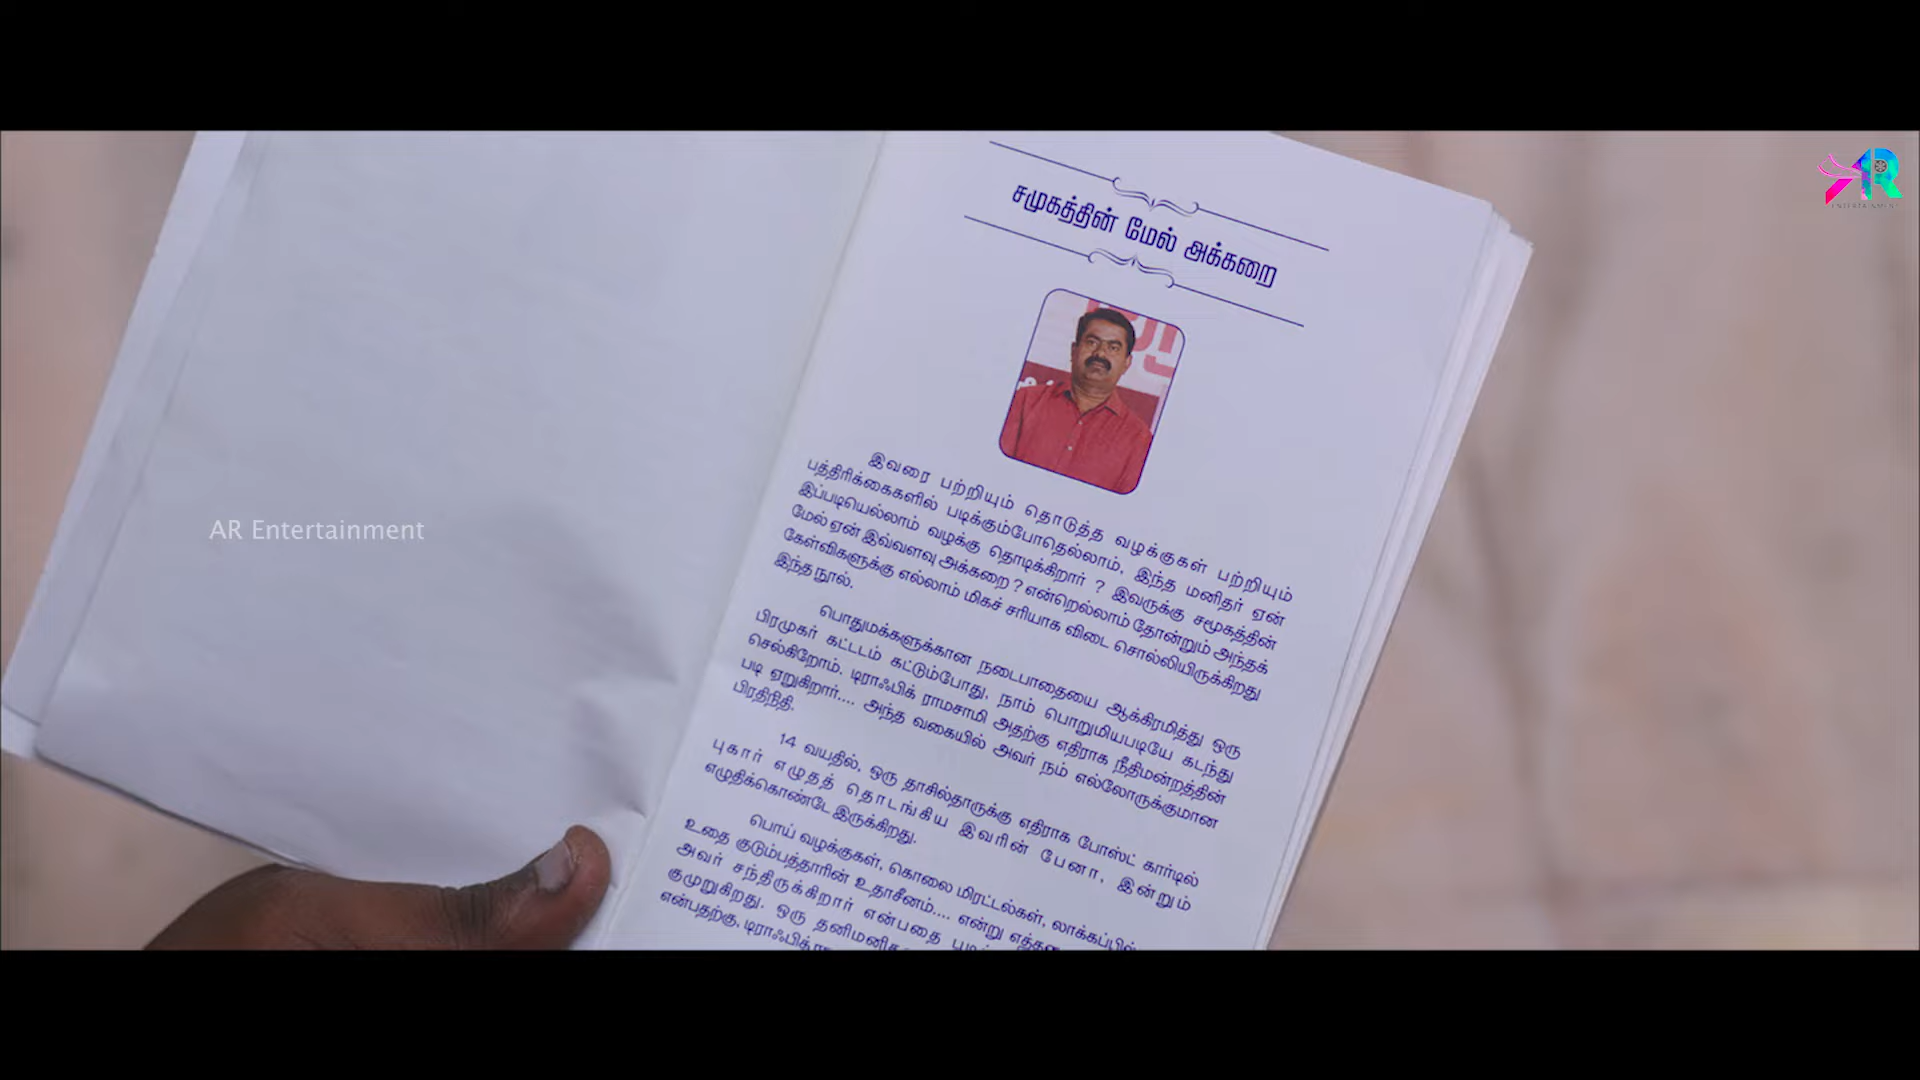 AR
ENTERTAINMENT
சமுகத்தின் மேல் அக்கறை
இவரை பற்றியும் தொடுத்த வழக்குகள் பற்றியும்
பத்திரிக்கைகளில் படிக்கும்போதெல்லாம், இந்த மனிதர் ஏன்
இப்படியெல்லாம் வழக்கு தொடிக்கிறார் ? இவருக்கு சமூகத்தின்
மேல் ஏன் இவ்வளவு அக்கறை ? என்றெல்லாம் தோன்றும் அந்தக்
கேள்விகளுக்கு எல்லாம் மிகச் சரியாக விடை சொல்லியிருக்கிறது
இந்த நூல்.
பொதுமக்களுக்கான நடைபாதையை ஆக்கிரமித்து ஒரு
பிரமுகர் கட்டடம் கட்டும்போது, நாம் பொறுமியபடியே கடந்து
செல்கிறோம். டிராஃபிக் ராமசாமி அதற்கு எதிராக நீதிமன்றத்தின்
படி ஏறுகிறார்.... அந்த வகையில் அவர் நம் எல்லோருக்குமான
பிரதிநிதி.
14 வயதில், ஒரு தாசில்தாருக்கு எதிராக போஸ்ட் கார்டில்
புகார் எழுதத் தொடங்கிய இவரின் பேனா, இன்றும்
எழுதிக்கொண்டே இருக்கிறது.
பொய் வழக்குகள், கொலை மிரட்டல்கள், லாக்கப்பில்
உதை குடும்பத்தாரின் உதாசீனம்.... என்று
அவர் சந்திருக்கிறார் என்பதை
குமுறுகிறது. ஒரு
என்பதற்கு,
AR Entertainment